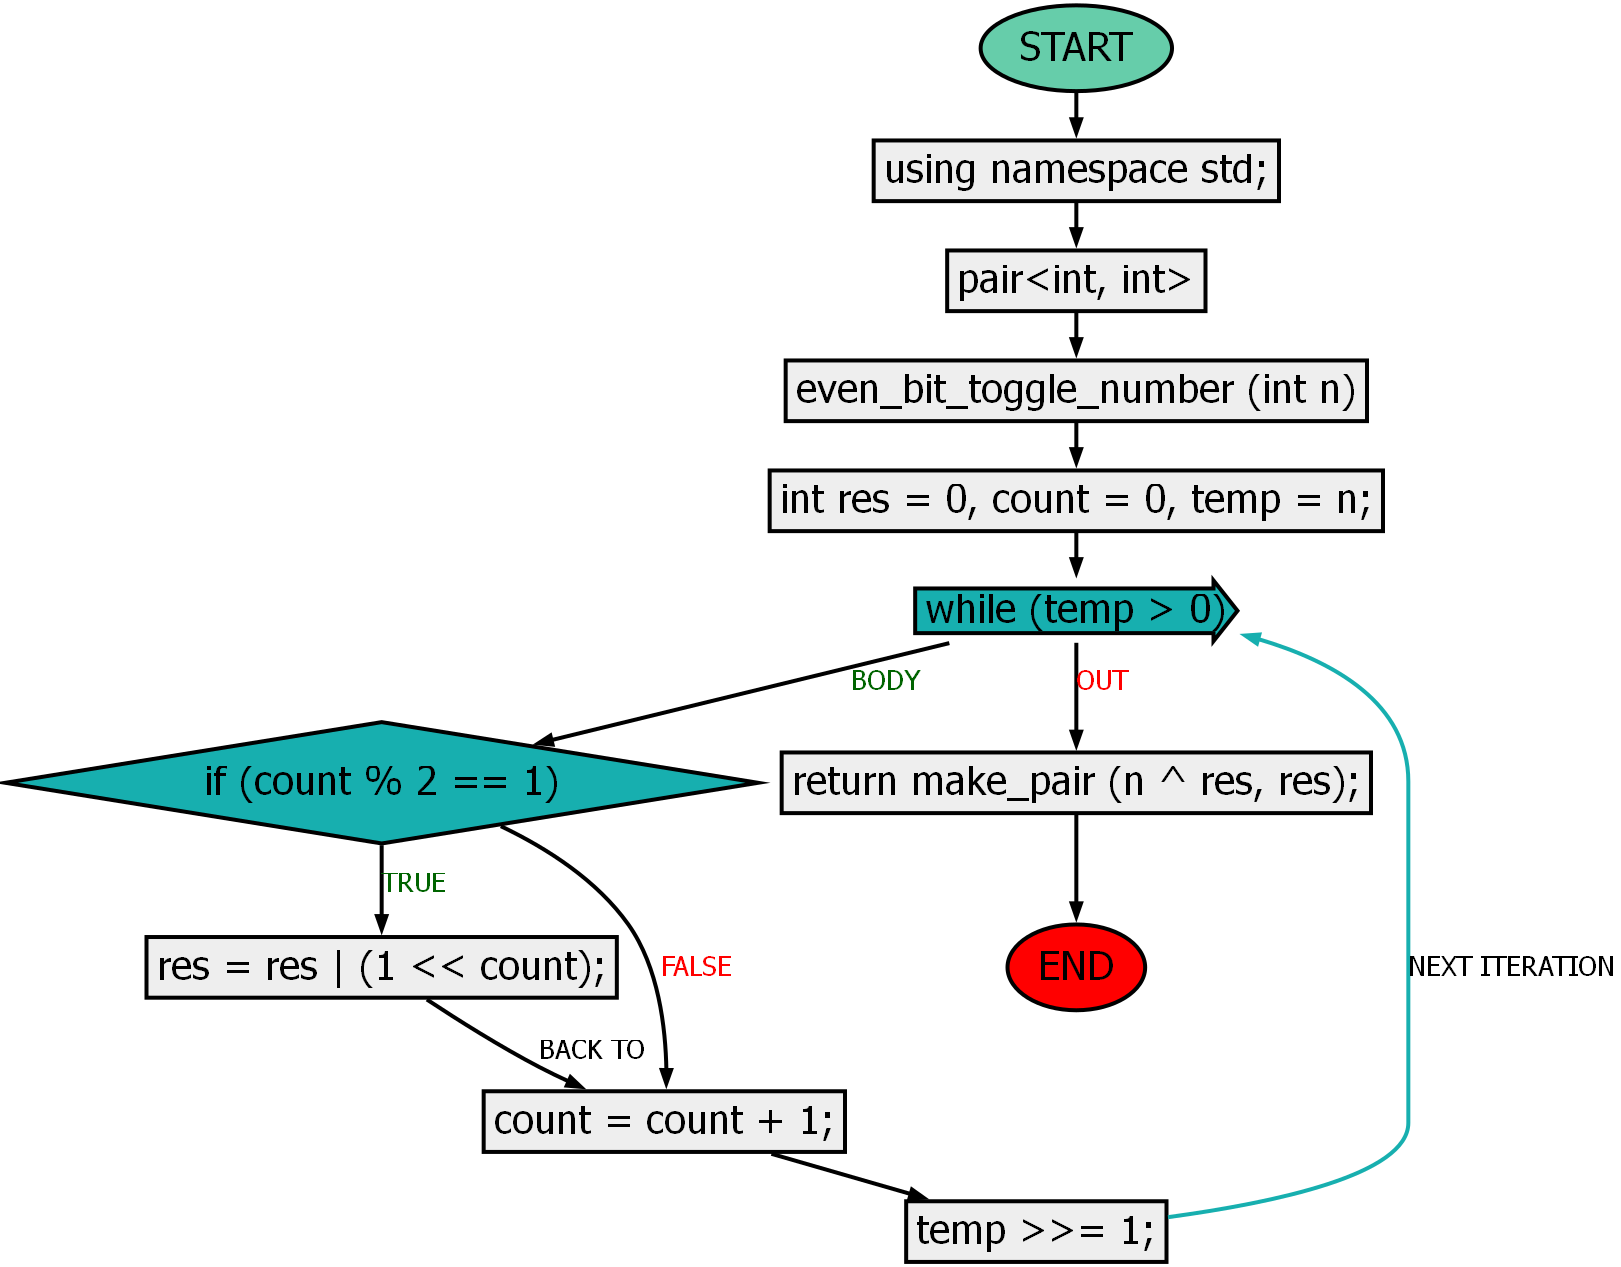 START
using namespace std;
pair<int, int>
even_bit_toggle_number (int n)
int res = 0, count = 0, temp = n;
while (temp > 0)
BODY
OUT
if (count % 2 == 1)
return make_pair (n ^ res, res);
TRUE
res = res | (1 << count);
FALSE
END
NEXT ITERATION
BACK TO
count = count + 1;
temp >>= 1;